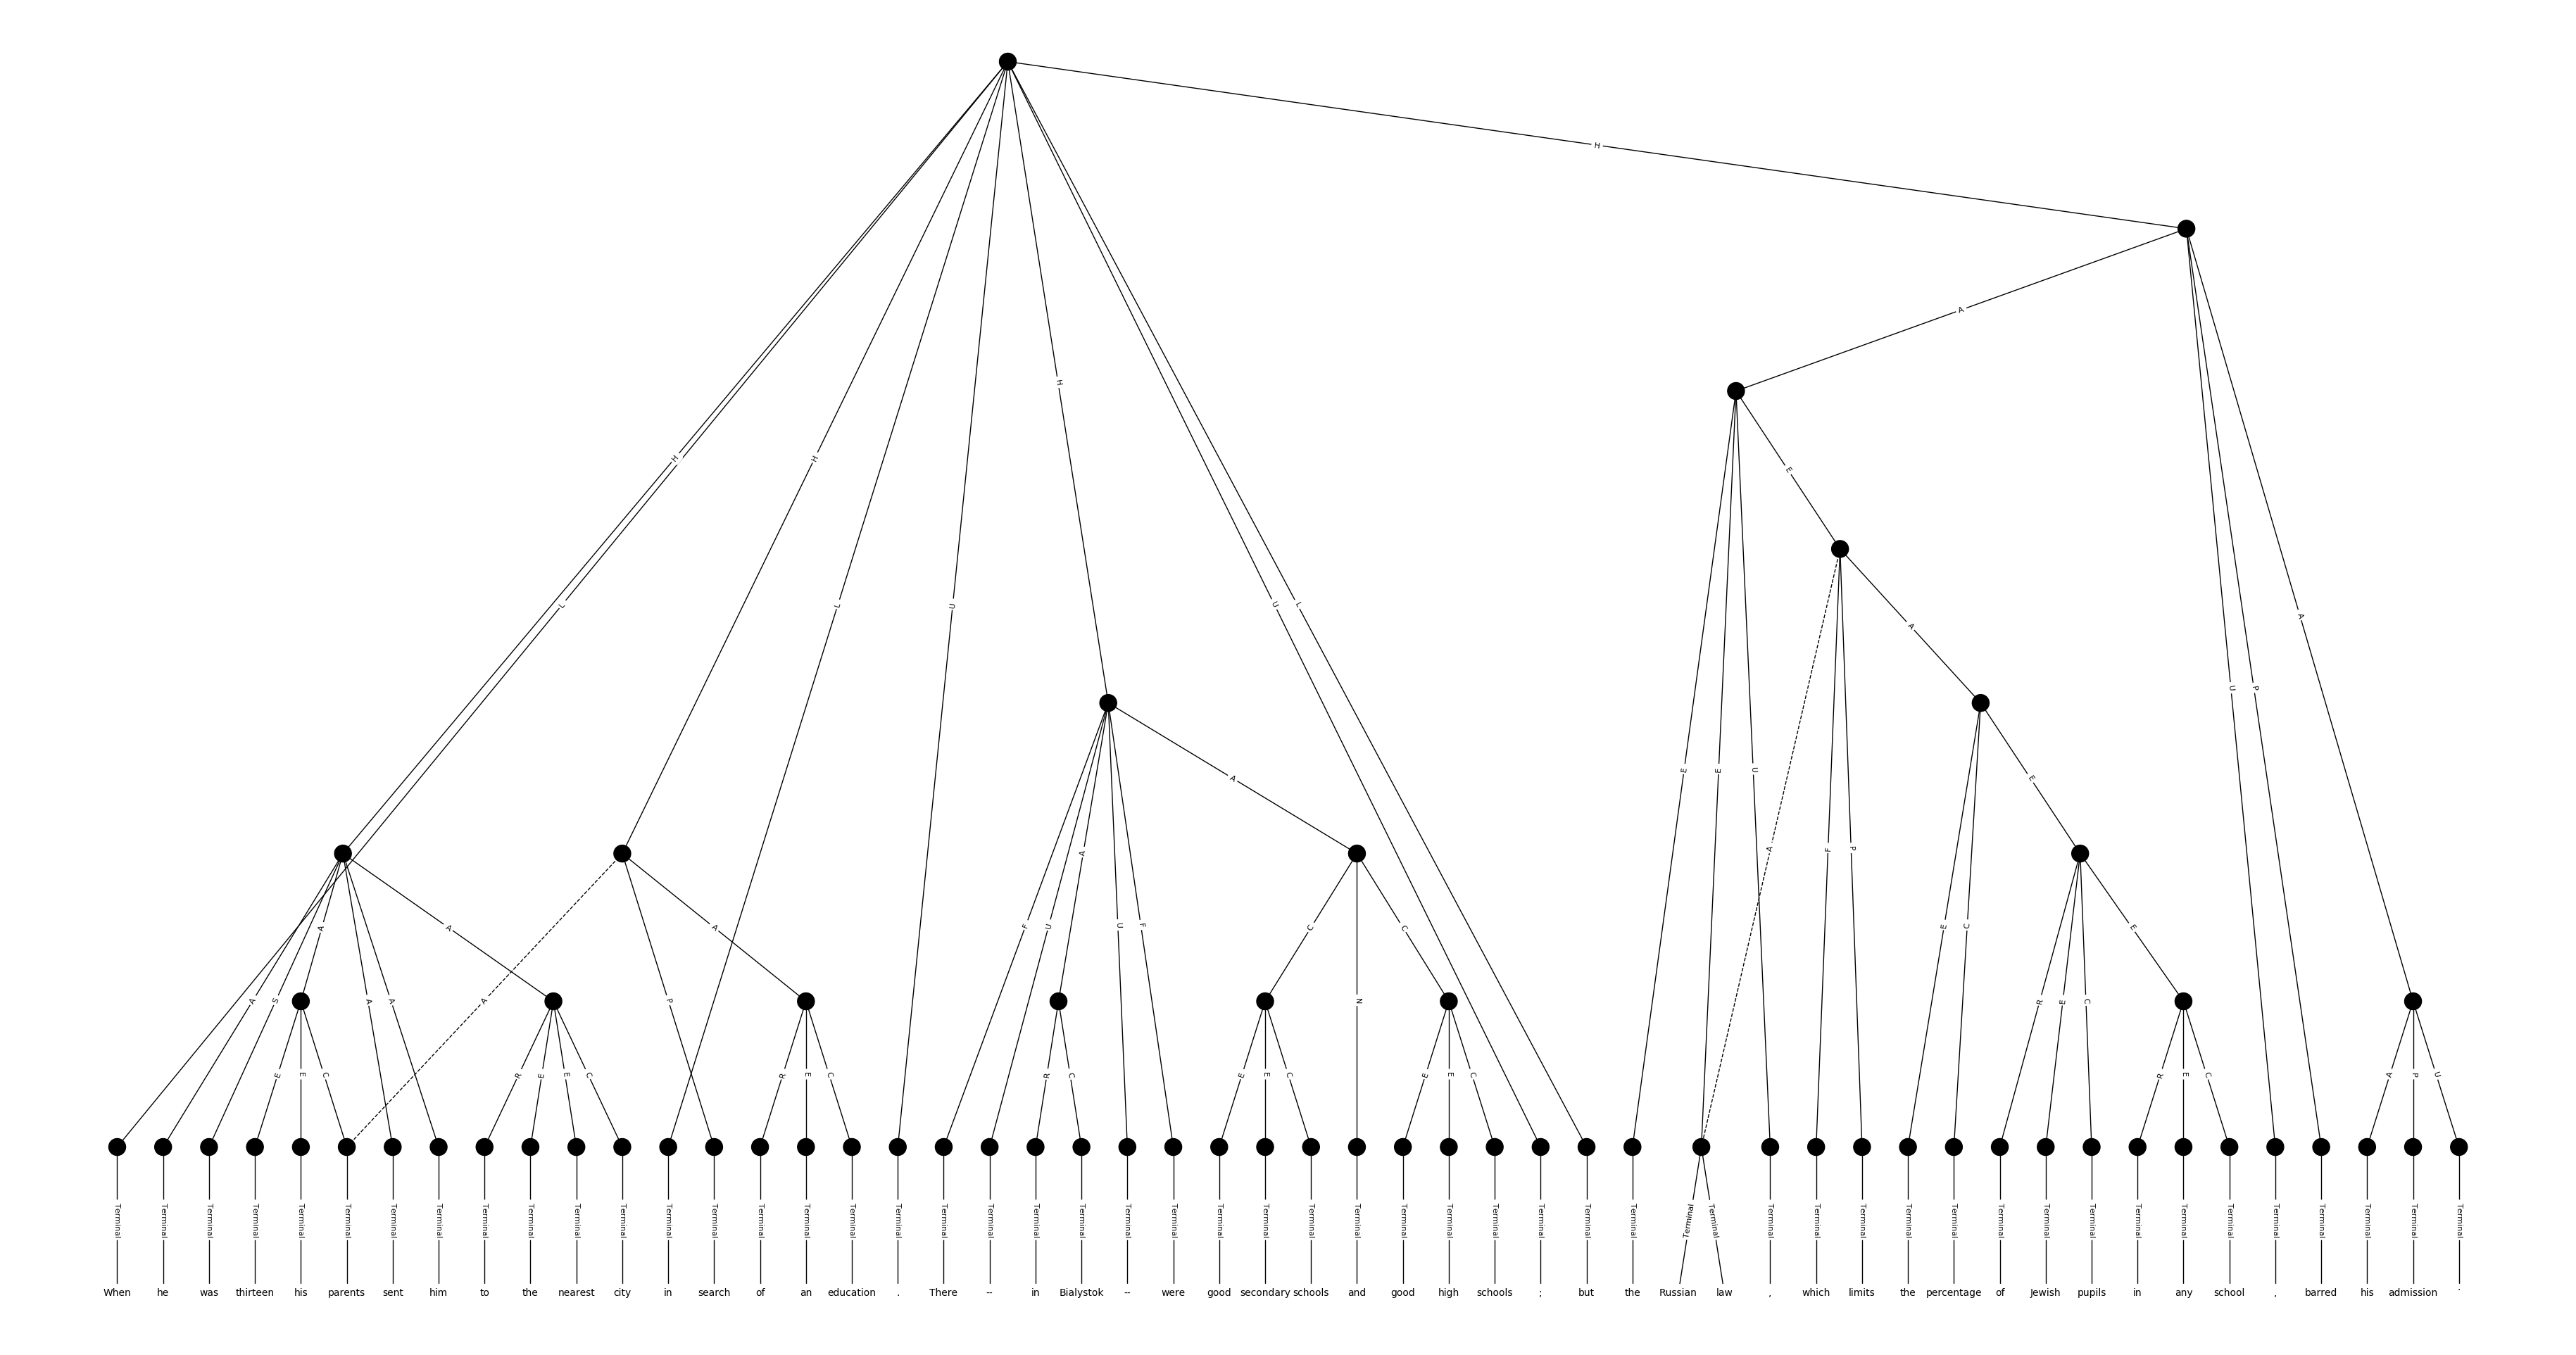 H
A
E
H
H
H
L
L
U
U
L
A
U
P
A
E
E
U
A
F
P
A
E
A
A
A
F
U
A
U
F
C
C
E
C
E
A
S
A
A
A
P
N
R
E
C
E
E
C
R
E
E
C
R
E
C
R
C
E
E
C
E
E
C
R
E
C
A
P
U
Terminal Terminal Terminal Terminal Terminal Terminal Terminal Terminal Terminal Terminal Terminal Terminal Terminal Terminal Terminal Terminal Terminal Terminal Terminal Terminal Terminal Terminal Terminal Terminal Terminal Terminal Terminal Terminal Terminal Terminal Terminal Terminal Terminal Terminal Terminal Terminal Terminal Terminal Terminal Terminal Terminal Terminal Terminal Terminal Terminal Terminal Terminal Terminal Terminal Terminal Terminal Terminal
When he was thirteen his parents sent him to the nearest city in search of an education . There -- in Bialystok -- were good secondary schools and good high schools ; but the Russian law , which limits the percentage of Jewish pupils in any school , barred his admission .